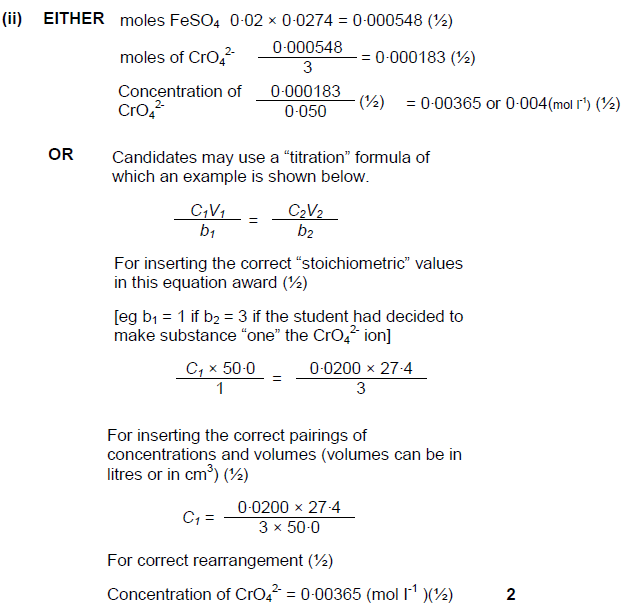 (ii) EITHER moles FeSO₄ 0·02 × 0·0274 = 0·000548 (½)
moles of CrO₄²⁻ 0·000548 / 3 = 0·000183 (½)
Concentration of CrO₄²⁻ 0·000183 / 0·050 (½) = 0·00365 or 0·004(mol l⁻¹) (½)
OR Candidates may use a “titration” formula of
which an example is shown below.
C₁V₁ / b₁ = C₂V₂ / b₂
For inserting the correct “stoichiometric” values
in this equation award (½)
[eg b₁ = 1 if b₂ = 3 if the student had decided to
make substance “one” the CrO₄²⁻ ion]
C₁ × 50·0 / 1 = 0·0200 × 27·4 / 3
For inserting the correct pairings of
concentrations and volumes (volumes can be in
litres or in cm³) (½)
C₁ = 0·0200 × 27·4 / 3 × 50·0
For correct rearrangement (½)
Concentration of CrO₄²⁻ = 0·00365 (mol l⁻¹ )(½) 2